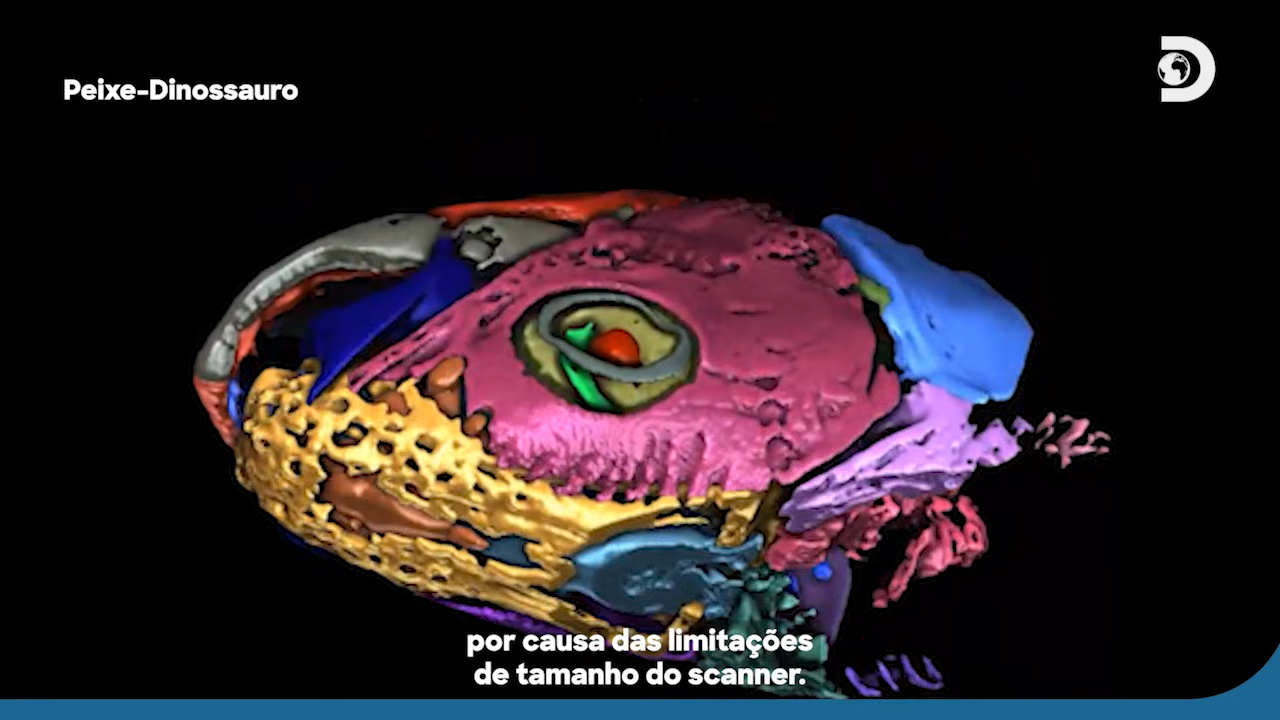 Peixe-Dinossauro
por causa das limitações
de tamanho do scanner.